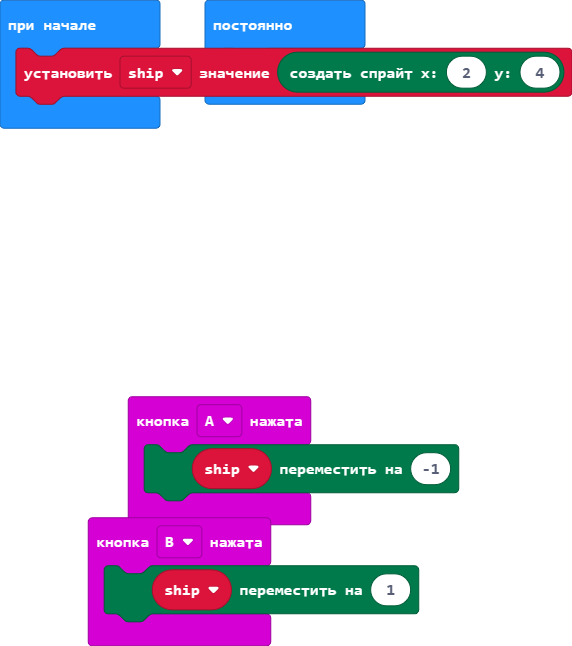 при начале
постоянно
установить ship значение создать спрайт x: 2 y: 4
кнопка A нажата
ship переместить на -1
кнопка B нажата
ship переместить на 1